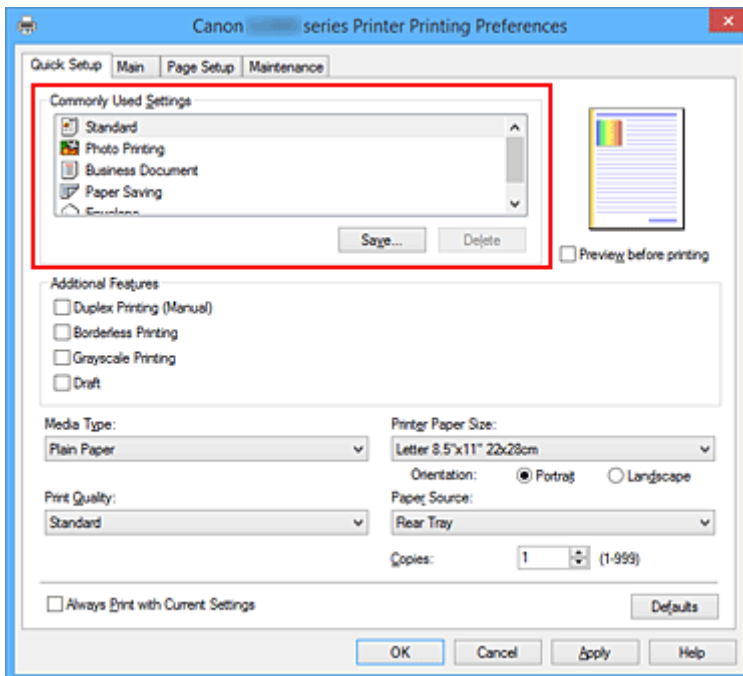 Canon series Printer Printing Preferences
Quick Setup Main Page Setup Maintenance
Commonly Used Settings
Standard
Photo Printing
Business Document
Paper Saving
Envelope
Save... Delete
Preview before printing
Additional Features
Duplex Printing (Manual)
Borderless Printing
Grayscale Printing
Draft
Media Type: Printer Paper Size:
Plain Paper Letter 8.5"x11" 22x28cm
Orientation: Portrait Landscape
Print Quality: Paper Source:
Standard Rear Tray
Copies: 1 (1-999)
Always Print with Current Settings Defaults
OK Cancel Apply Help